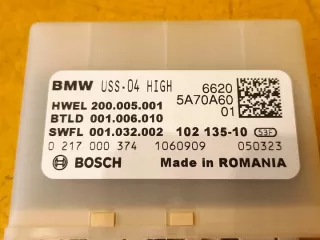 BMW USS-04 HIGH 6620
HWEL 200.005.001 5A70A60
BTLD 001.006.010 01
SWFL 001.032.002 102 135-10
0 217 000 374 1060909 050323
BOSCH Made in ROMANIA